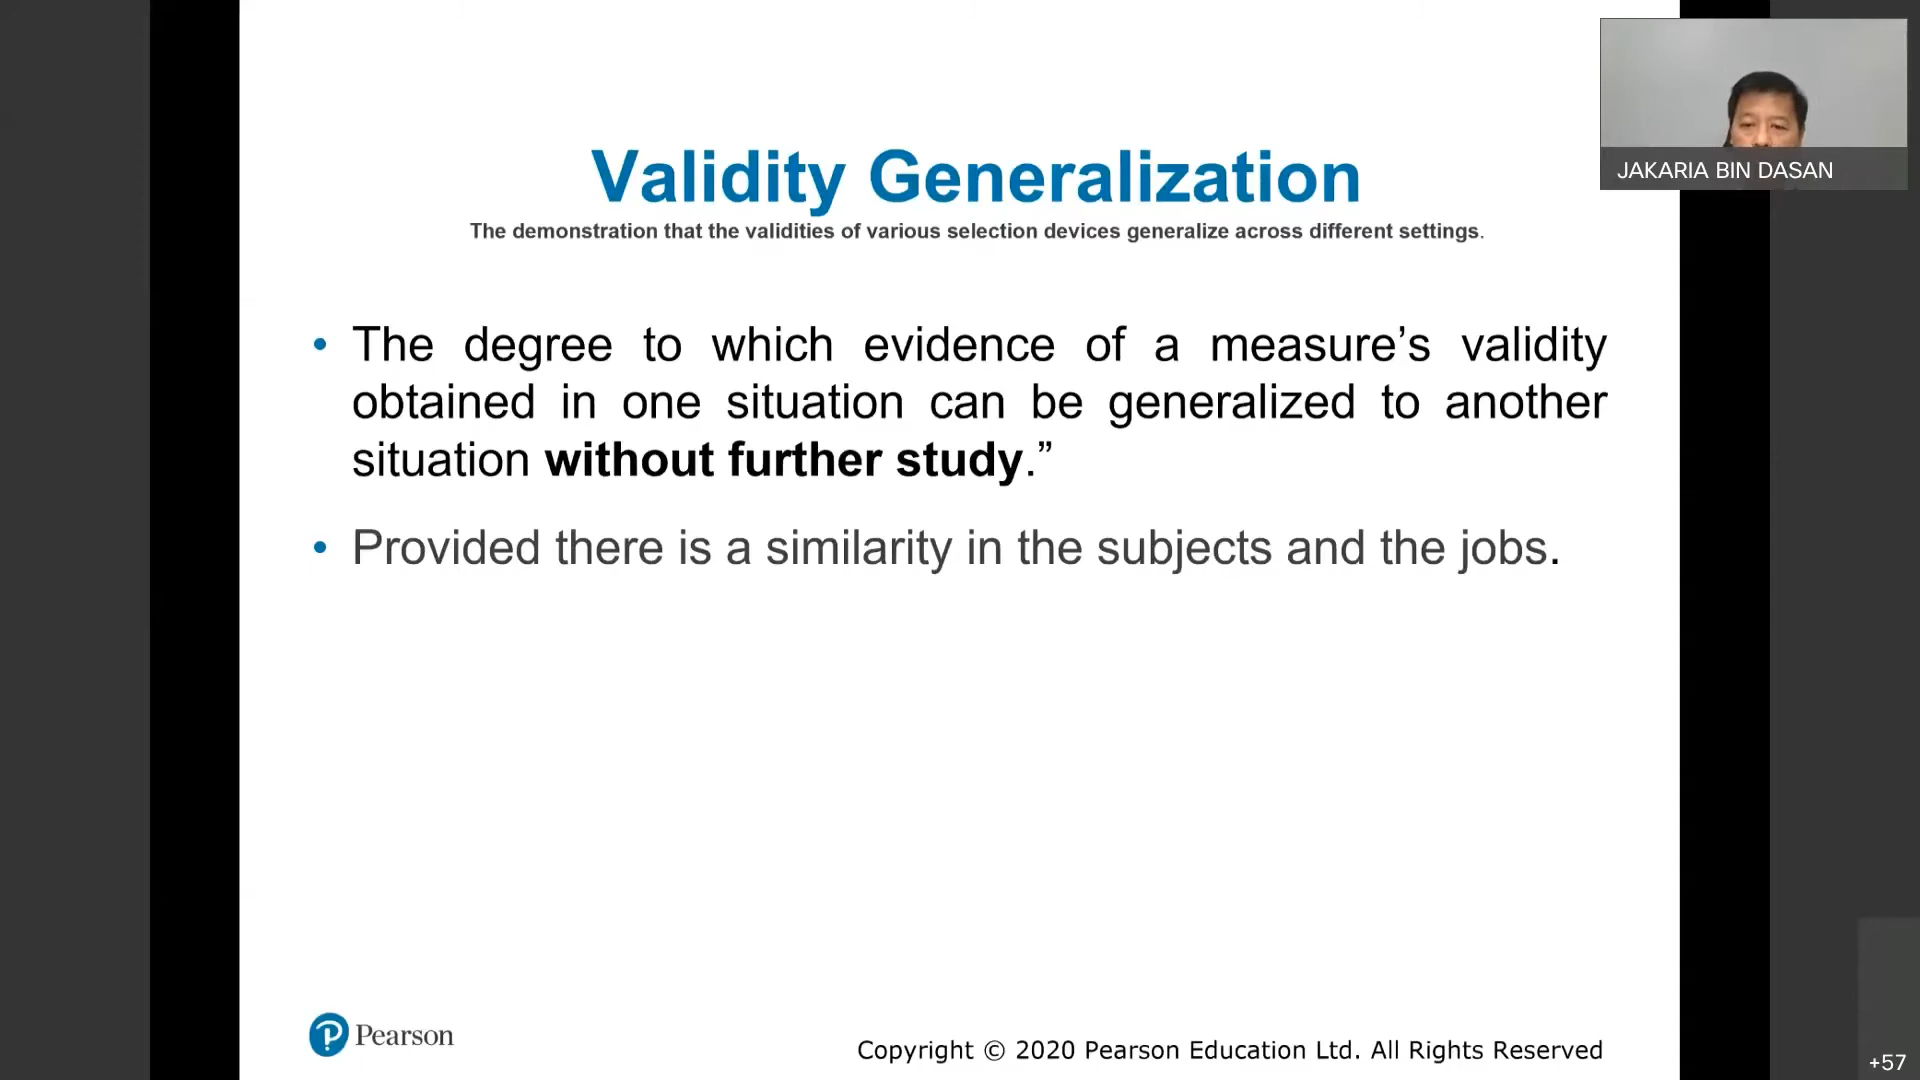 JAKARIA BIN DASAN
Validity Generalization
The demonstration that the validities of various selection devices generalize across different settings.
• The degree to which evidence of a measure’s validity
obtained in one situation can be generalized to another
situation without further study.”
• Provided there is a similarity in the subjects and the jobs.
Pearson
Copyright © 2020 Pearson Education Ltd. All Rights Reserved
+57